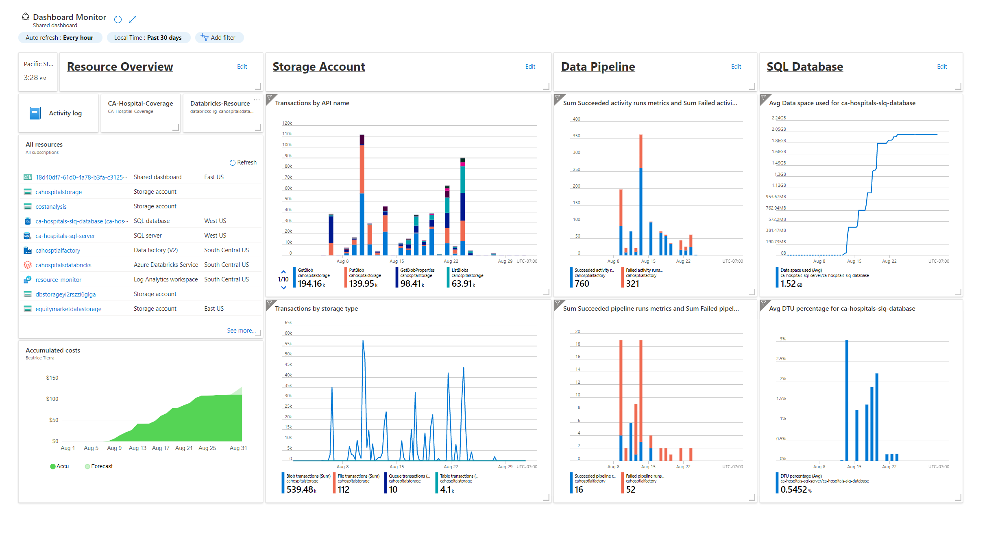 Dashboard Monitor
Shared dashboard
Auto refresh : Every hour
Local Time : Past 30 days
Add filter
Pacific St...
3:28 PM
Resource Overview
Edit
Storage Account
Edit
Data Pipeline
Edit
SQL Database
Edit
Activity log
CA-Hospital-Coverage
CA-Hosptial-Coverage
Databricks-Resource
databricks-rg-cahospitalsdata...
All resources
All subscriptions
Refresh
18d40df7-61d0-4a78-b3fa-c3125··· Shared dashboard East US
cahospitalstorage Storage account
costanalysis Storage account
ca-hospitals-slq-database (ca-hos··· SQL database West US
ca-hospitals-sql-server SQL server West US
cahosptialfactory Data factory (V2) South Central US
cahospitalsdatabricks Azure Databricks Service South Central US
resource-monitor Log Analytics workspace South Central US
dbstorageyi2rszzi6glga Storage account
equitymarketdatastorage Storage account East US
See more...
Accumulated costs
Beatrice Tierra
$150
$100
$50
$0
Aug 1 Aug 5 Aug 9 Aug 13 Aug 17 Aug 21 Aug 25 Aug 31
Accu... Forecast...
Transactions by API name
120k
110k
100k
90k
80k
70k
60k
50k
40k
30k
20k
10k
0
Aug 8 Aug 15 Aug 22 Aug 29 UTC-07:00
1/10
GetBlob
cahospitalstorage
194.16 k
PutBlob
cahospitalstorage
139.95 k
GetBlobProperties
cahospitalstorage
98.41 k
ListBlobs
cahospitalstorage
63.91 k
Transactions by storage type
65k
60k
55k
50k
45k
40k
35k
30k
25k
20k
15k
10k
5k
0
Aug 8 Aug 15 Aug 22 Aug 29 UTC-07:00
Blob transactions (Sum)
cahospitalstorage
539.48 k
File transactions (Sum)
cahospitalstorage
112
Queue transactions (...
cahospitalstorage
10
Table transactions (...
cahospitalstorage
4.1 k
Sum Succeeded activity runs metrics and Sum Failed activi...
400
350
300
250
200
150
100
50
0
Aug 8 Aug 15 Aug 22 UTC-07:00
Succeeded activity r...
cahosptialfactory
760
Failed activity runs...
cahosptialfactory
321
Sum Succeeded pipeline runs metrics and Sum Failed pipel...
20
18
16
14
12
10
8
6
4
2
0
Aug 8 Aug 15 Aug 22 UTC-07:00
Succeeded pipeline r...
cahosptialfactory
16
Failed pipeline runs...
cahosptialfactory
52
Avg Data space used for ca-hospitals-slq-database
2.24GB
2.05GB
1.86GB
1.68GB
1.49GB
1.3GB
1.12GB
953.67MB
762.94MB
572.2MB
381.47MB
190.73MB
0B
Aug 8 Aug 15 Aug 22 UTC-07:00
Data space used (Avg)
ca-hospitals-sql-server/ca-hospitals-slq-database
1.52 GB
Avg DTU percentage for ca-hospitals-slq-database
3%
2.5%
2%
1.5%
1%
0.5%
0%
Aug 8 Aug 15 Aug 22 UTC-07:00
DTU percentage (Avg)
ca-hospitals-sql-server/ca-hospitals-slq-database
0.5452 %